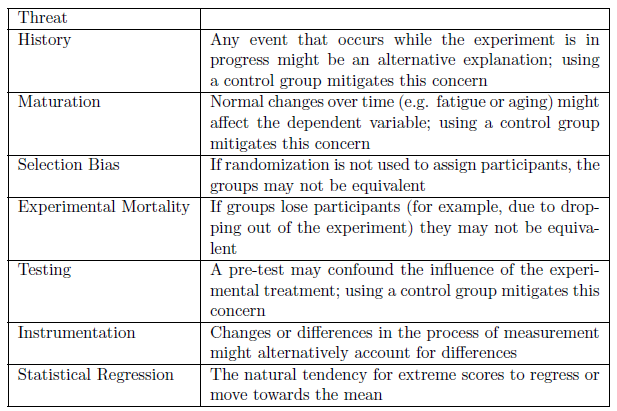 Threat
History Any event that occurs while the experiment is in
progress might be an alternative explanation; using
a control group mitigates this concern
Maturation Normal changes over time (e.g. fatigue or aging) might
affect the dependent variable; using a control group
mitigates this concern
Selection Bias If randomization is not used to assign participants, the
groups may not be equivalent
Experimental Mortality If groups lose participants (for example, due to drop-
ping out of the experiment) they may not be equiva-
lent
Testing A pre-test may confound the influence of the experi-
mental treatment; using a control group mitigates this
concern
Instrumentation Changes or differences in the process of measurement
might alternatively account for differences
Statistical Regression The natural tendency for extreme scores to regress or
move towards the mean